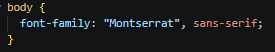 body {
  font-family: "Montserrat", sans-serif;
}